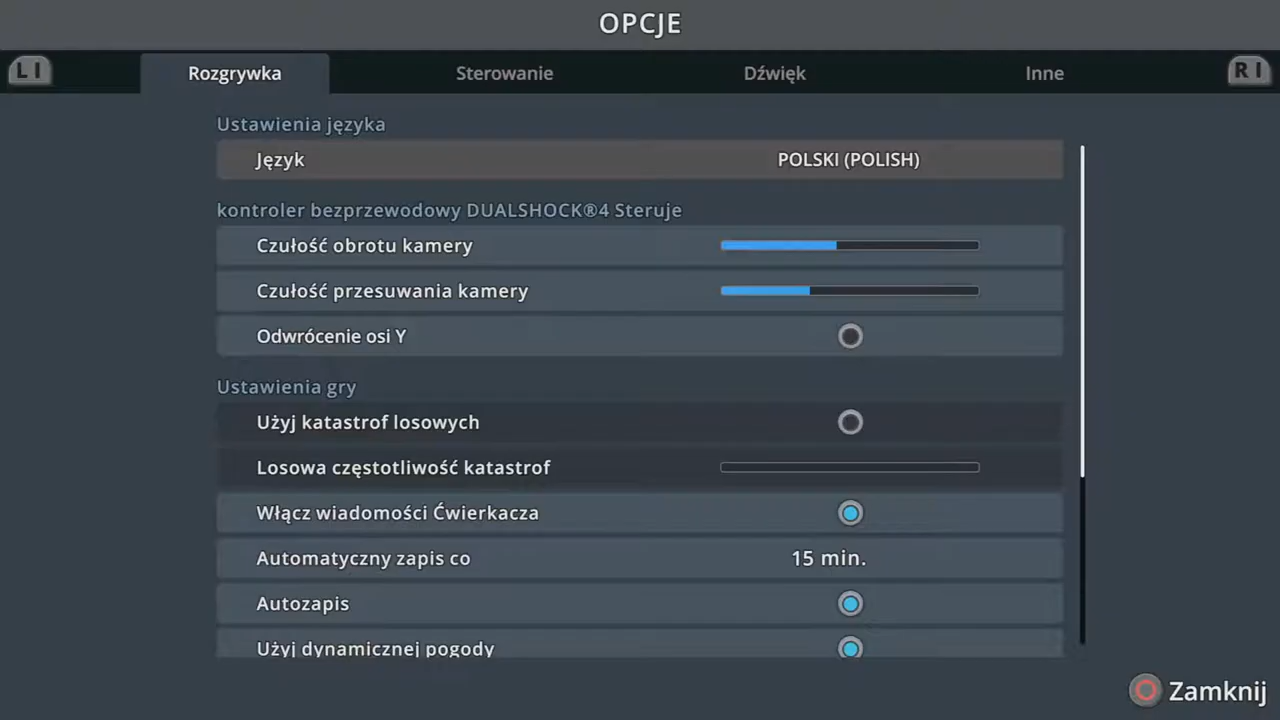 OPCJE
L1 Rozgrywka Sterowanie Dźwięk Inne R1
Ustawienia języka
Język POLSKI (POLISH)
kontroler bezprzewodowy DUALSHOCK®4 Steruje
Czułość obrotu kamery
Czułość przesuwania kamery
Odwrócenie osi Y
Ustawienia gry
Użyj katastrof losowych
Losowa częstotliwość katastrof
Włącz wiadomości Ćwierkacza
Automatyczny zapis co 15 min.
Autozapis
Użyj dynamicznej pogody
Zamknij